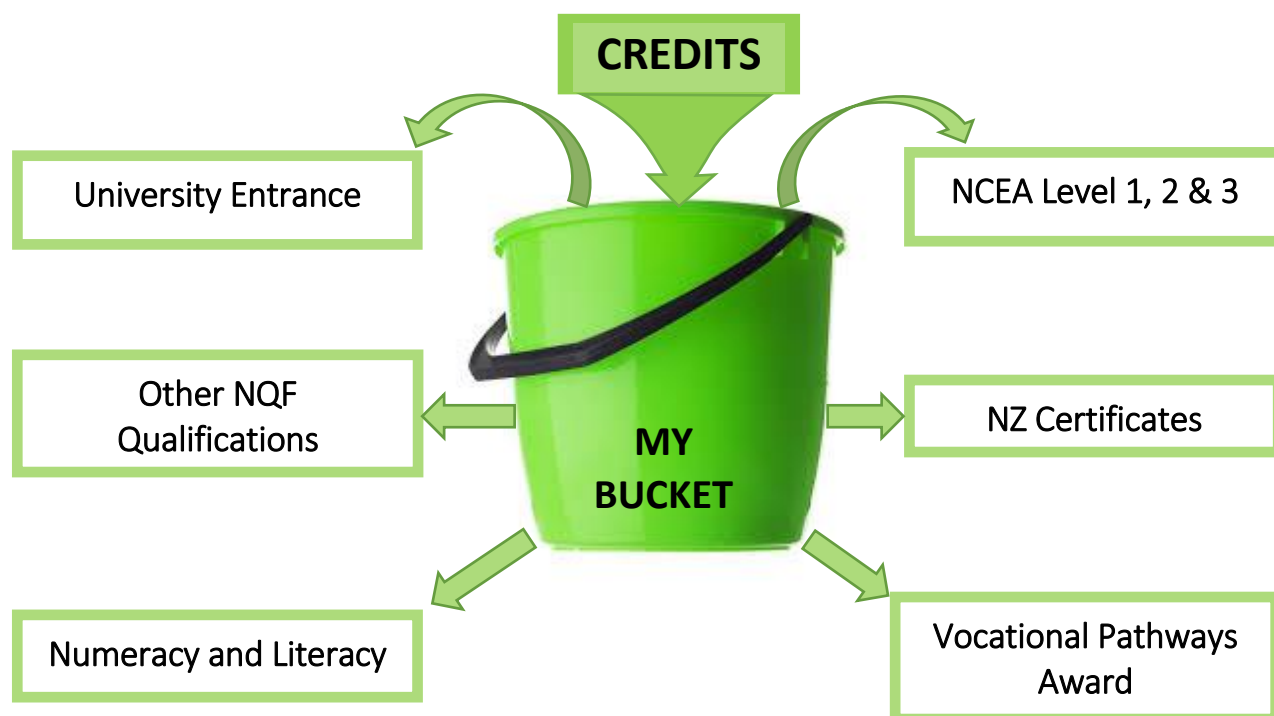 CREDITS
University Entrance
NCEA Level 1, 2 & 3
Other NQF
Qualifications
MY
BUCKET
NZ Certificates
Numeracy and Literacy
Vocational Pathways
Award